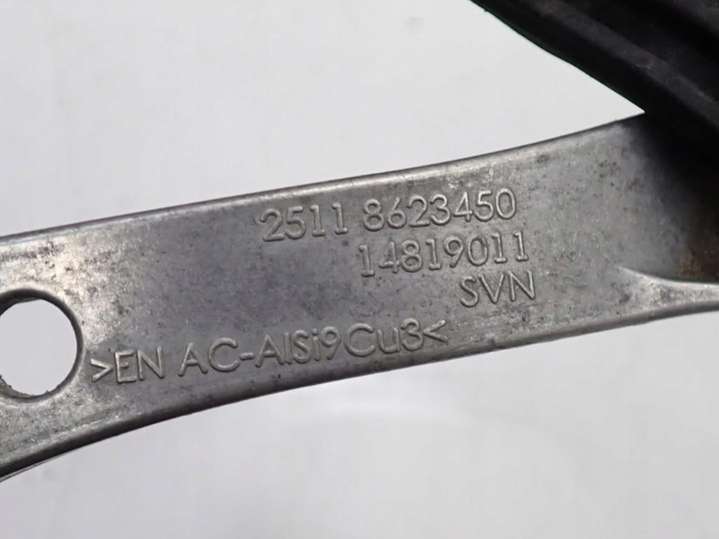 2511 8623450
14819011
SVN
>EN AC-AlSi9Cu3<